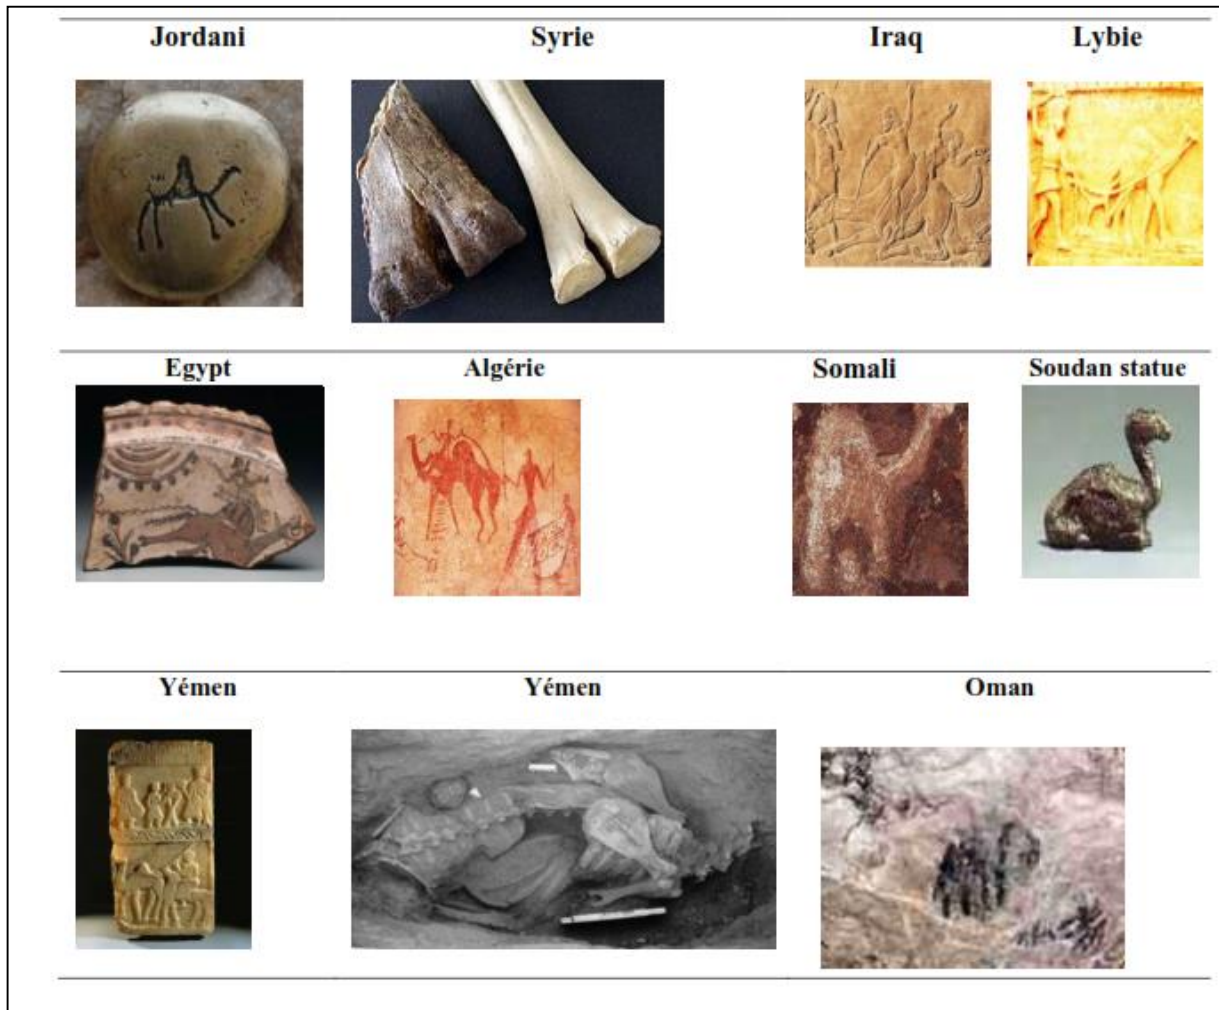 Jordani Syrie Iraq Lybie
Egypt Algérie Somali Soudan statue
Yémen Yémen Oman